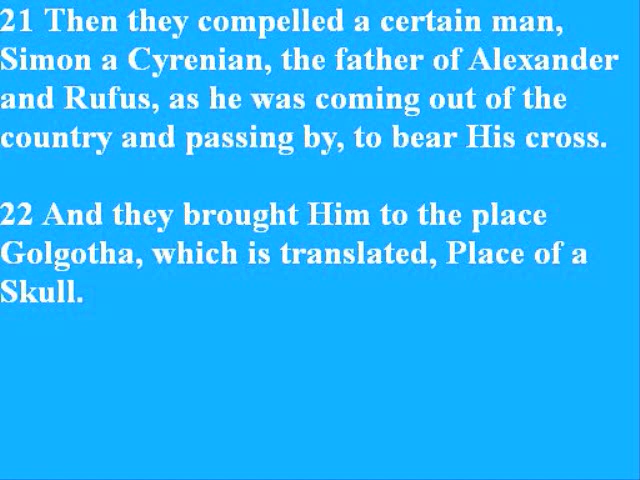 21 Then they compelled a certain man,
Simon a Cyrenian, the father of Alexander
and Rufus, as he was coming out of the
country and passing by, to bear His cross.
22 And they brought Him to the place
Golgotha, which is translated, Place of a
Skull.